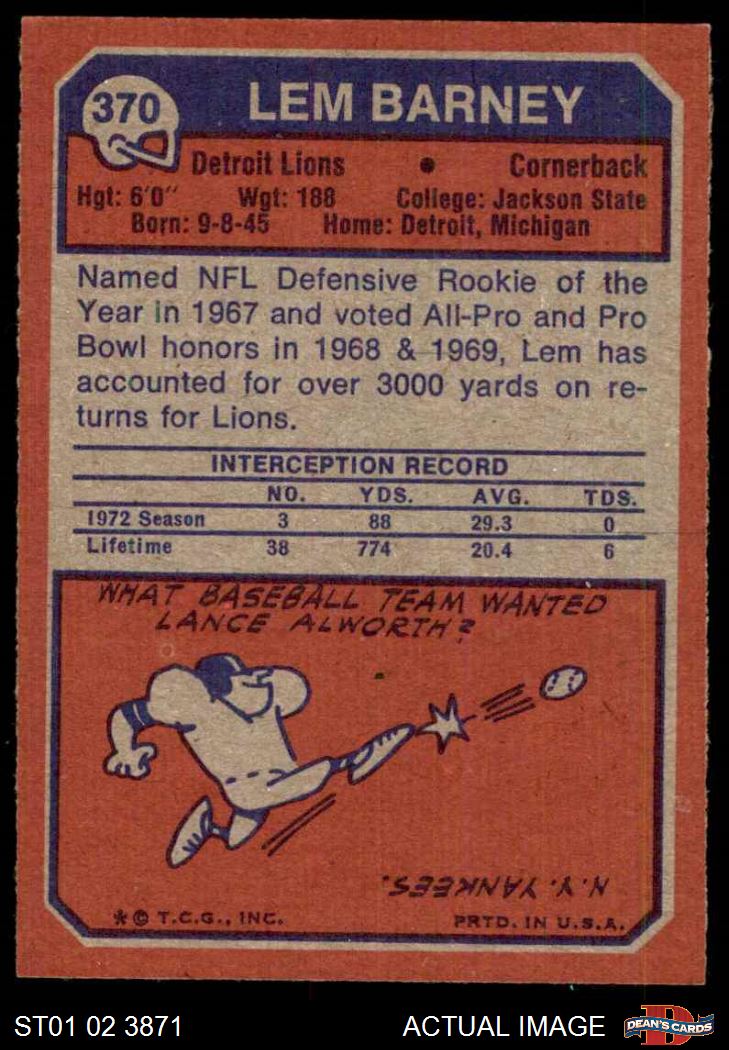 370
LEM BARNEY
Detroit Lions • Cornerback
Hgt: 6'0" Wgt: 188 College: Jackson State
Born: 9-8-45 Home: Detroit, Michigan
Named NFL Defensive Rookie of the
Year in 1967 and voted All-Pro and Pro
Bowl honors in 1968 & 1969, Lem has
accounted for over 3000 yards on re-
turns for Lions.
INTERCEPTION RECORD
NO. YDS. AVG. TDS.
1972 Season 3 88 29.3 0
Lifetime 38 774 20.4 6
WHAT BASEBALL TEAM WANTED
LANCE ALWORTH?
N.Y. YANKEES.
* © T.C.G., INC. PRTD. IN U.S.A.
ST01 02 3871 ACTUAL IMAGE D DEAN'S CARDS